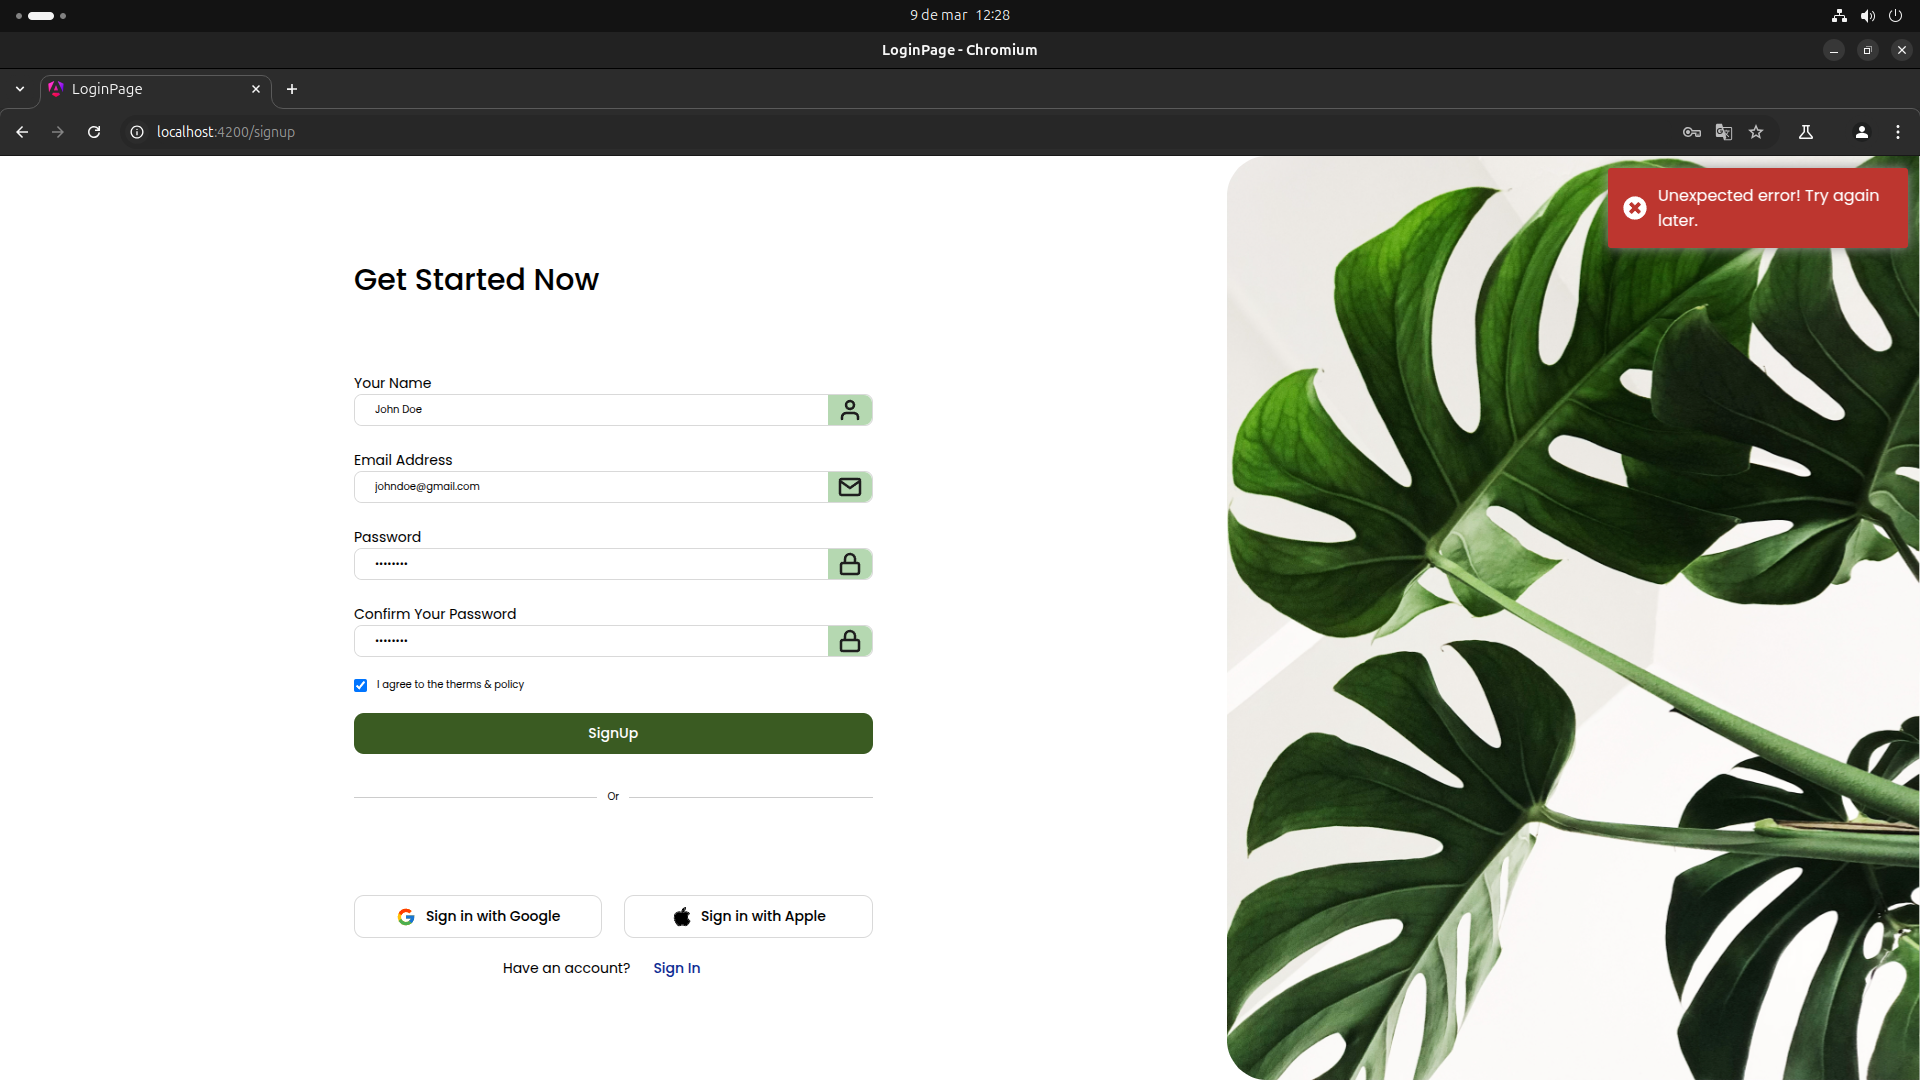 9 de mar 12:28
LoginPage - Chromium
LoginPage
localhost:4200/signup
Unexpected error! Try again
later.
Get Started Now
Your Name
John Doe
Email Address
johndoe@gmail.com
Password
••••••••
Confirm Your Password
••••••••
I agree to the therms & policy
SignUp
Or
Sign in with Google
Sign in with Apple
Have an account? Sign In